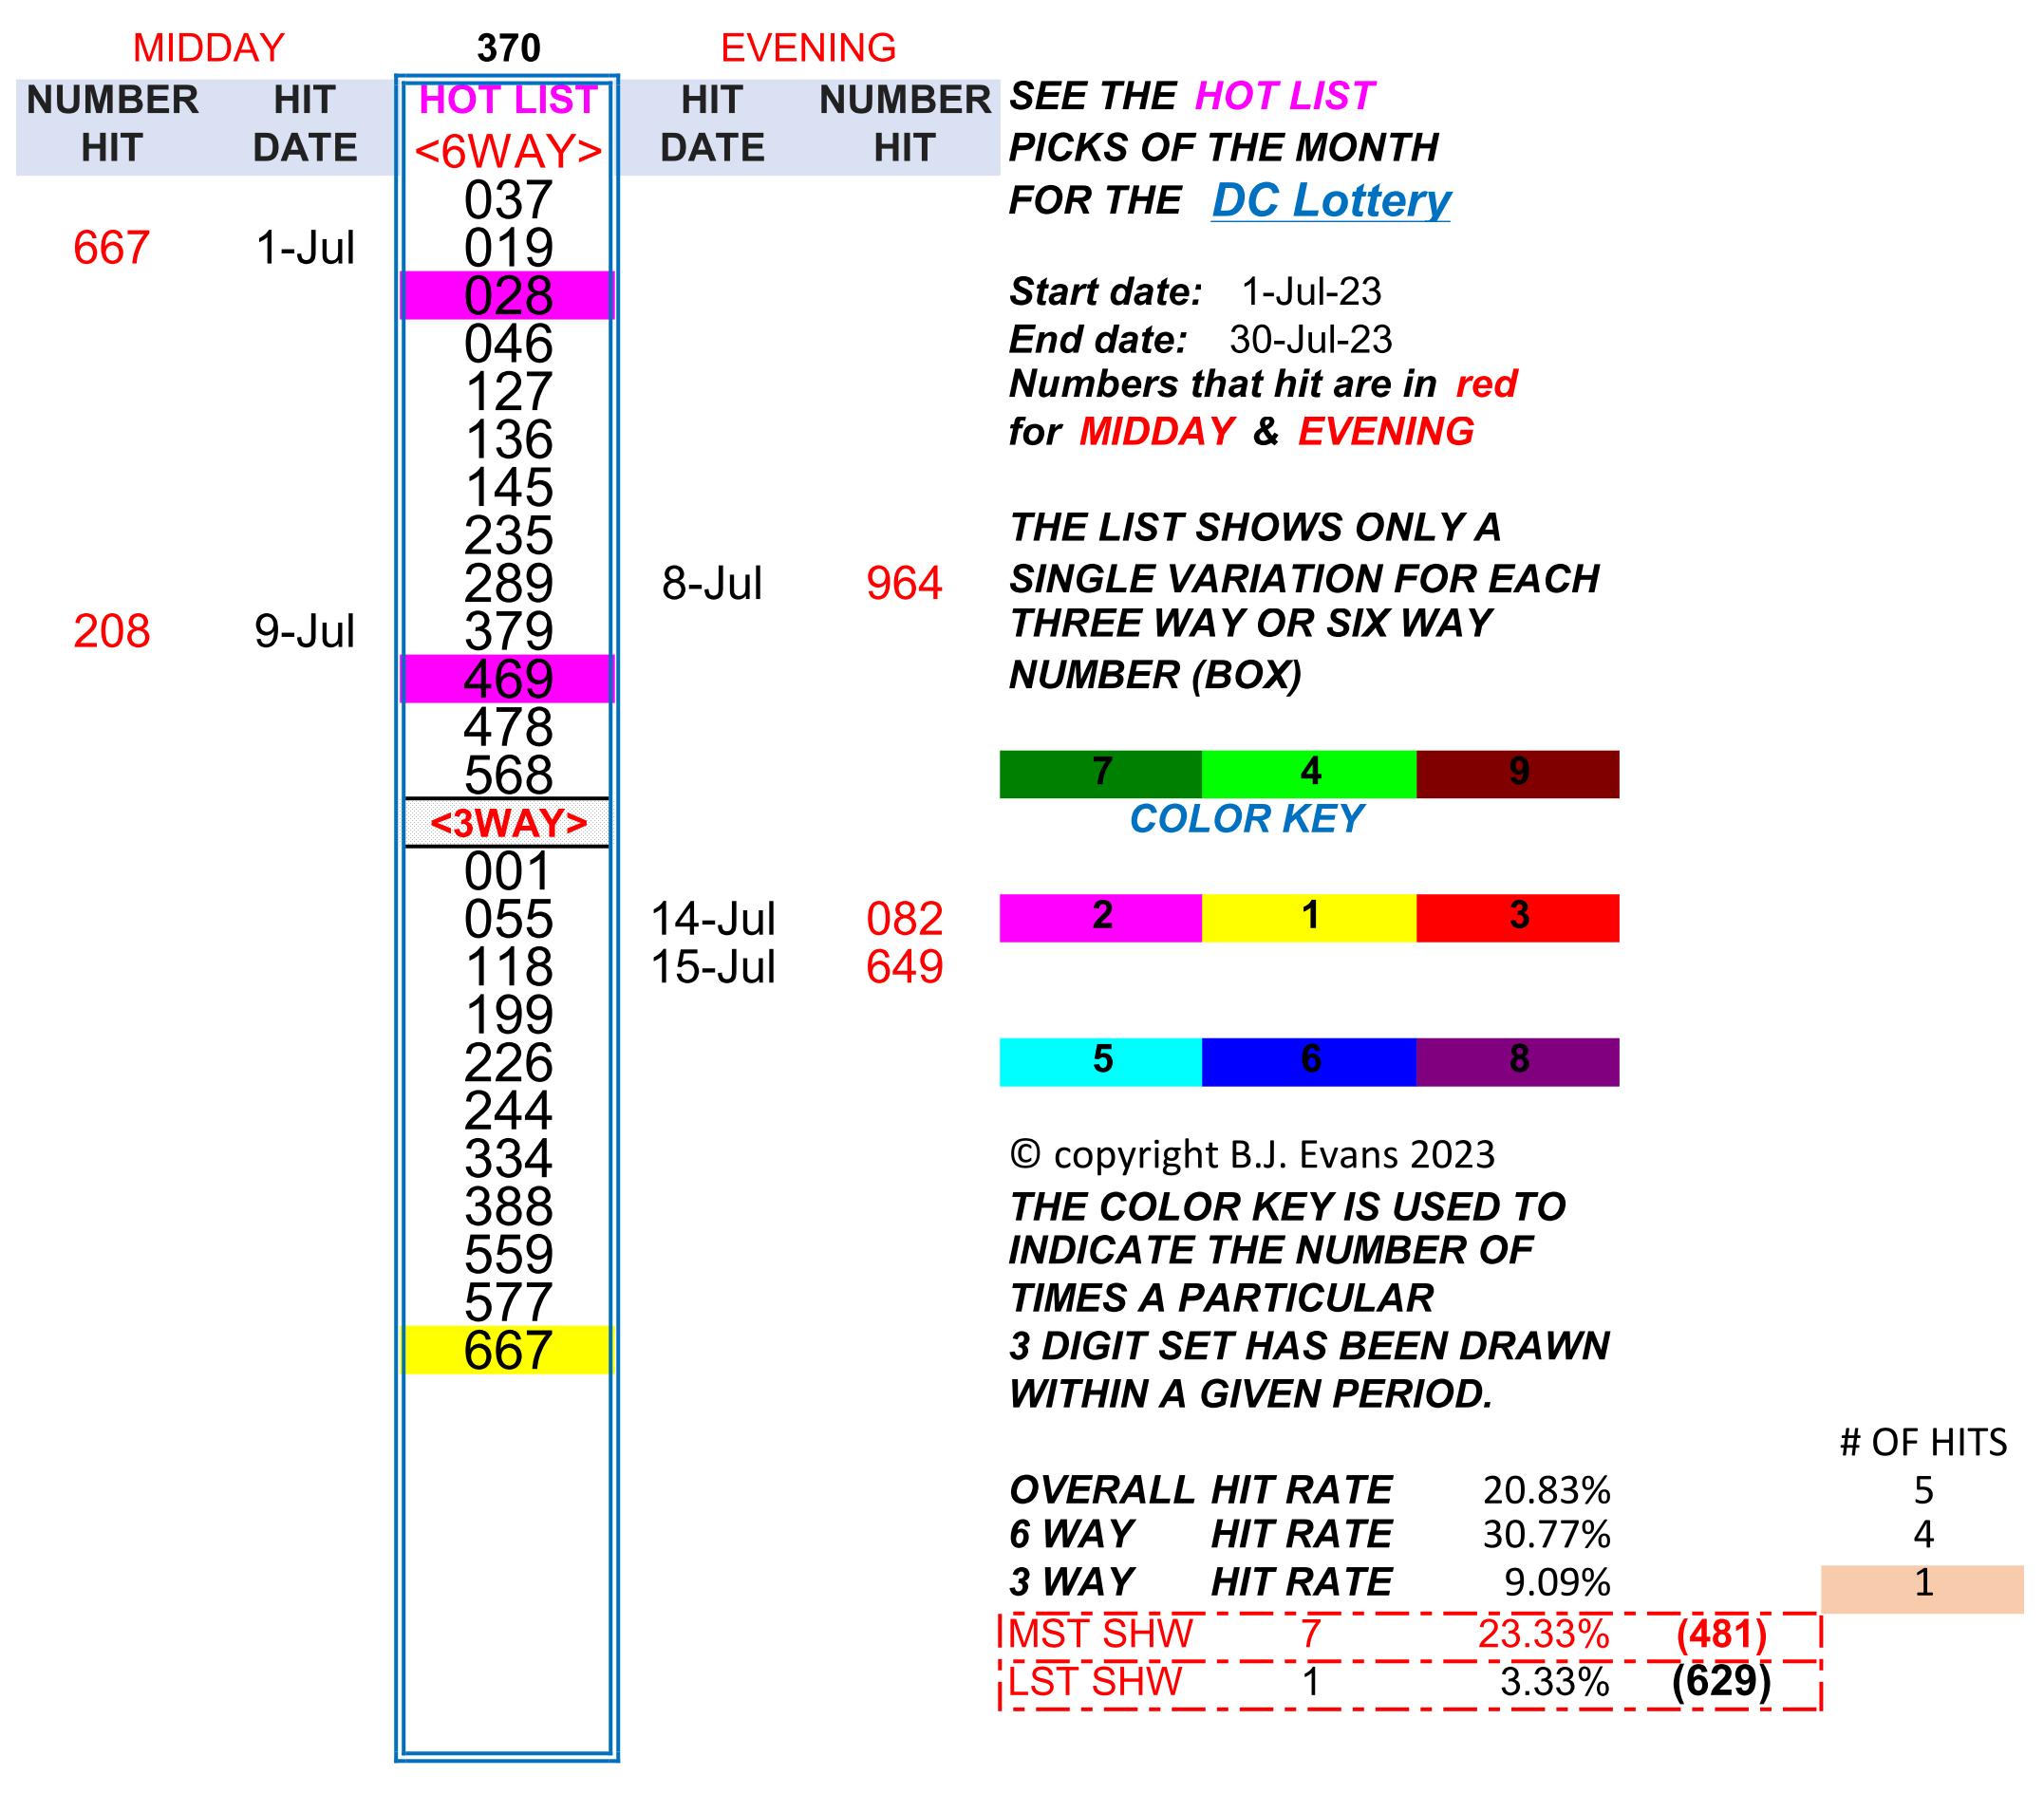 MIDDAY 370 EVENING
NUMBER HIT HOT LIST HIT NUMBER SEE THE HOT LIST
HIT DATE <6WAY> DATE HIT PICKS OF THE MONTH
037 FOR THE DC Lottery
667 1-Jul 019
028 Start date: 1-Jul-23
046 End date: 30-Jul-23
127 Numbers that hit are in red
136 for MIDDAY & EVENING
145
235 THE LIST SHOWS ONLY A
289 8-Jul 964 SINGLE VARIATION FOR EACH
208 9-Jul 379 THREE WAY OR SIX WAY
469 NUMBER (BOX)
478
568 7 4 9
<3WAY> COLOR KEY
001
055 14-Jul 082 2 1 3
118 15-Jul 649
199
226 5 6 8
244
334 © copyright B.J. Evans 2023
388 THE COLOR KEY IS USED TO
559 INDICATE THE NUMBER OF
577 TIMES A PARTICULAR
667 3 DIGIT SET HAS BEEN DRAWN
WITHIN A GIVEN PERIOD.
# OF HITS
OVERALL HIT RATE 20.83% 5
6 WAY HIT RATE 30.77% 4
3 WAY HIT RATE 9.09% 1
MST SHW 7 23.33% (481)
LST SHW 1 3.33% (629)